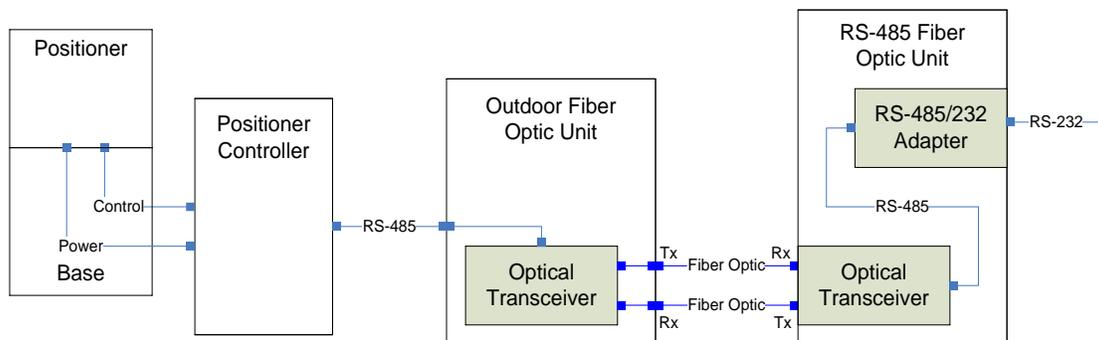 Positioner
Control
Power
Base
Positioner
Controller
RS-485
Outdoor Fiber
Optic Unit
Optical
Transceiver
Tx
Fiber Optic
Rx
Rx
Fiber Optic
Tx
RS-485 Fiber
Optic Unit
RS-485/232
Adapter
RS-232
RS-485
Optical
Transceiver